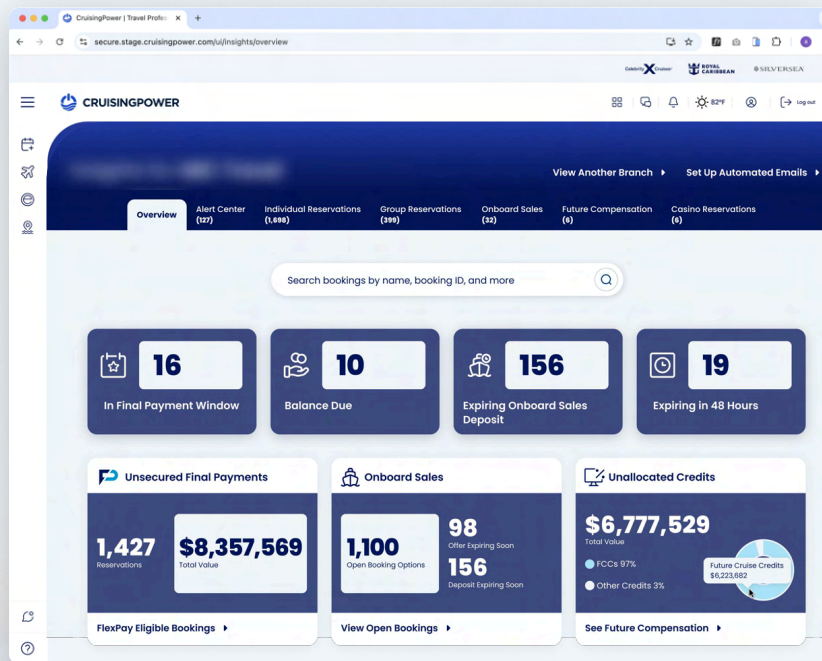 CruisingPower | Travel Profes
secure.stage.cruisingpower.com/ui/insights/overview
Celebrity X Cruises
ROYAL CARIBBEAN
SILVERSEA
CRUISINGPOWER
82°F
Log out
View Another Branch
Set Up Automated Emails
Overview
Alert Center
(127)
Individual Reservations
(1,698)
Group Reservations
(399)
Onboard Sales
(32)
Future Compensation
(6)
Casino Reservations
(6)
Search bookings by name, booking ID, and more
16
In Final Payment Window
10
Balance Due
156
Expiring Onboard Sales
Deposit
19
Expiring in 48 Hours
Unsecured Final Payments
1,427
Reservations
$8,357,569
Total Value
FlexPay Eligible Bookings
Onboard Sales
1,100
Open Booking Options
98
Offer Expiring Soon
156
Deposit Expiring Soon
View Open Bookings
Unallocated Credits
$6,777,529
Total Value
FCCs 97%
Other Credits 3%
Future Cruise Credits
$6,223,682
See Future Compensation